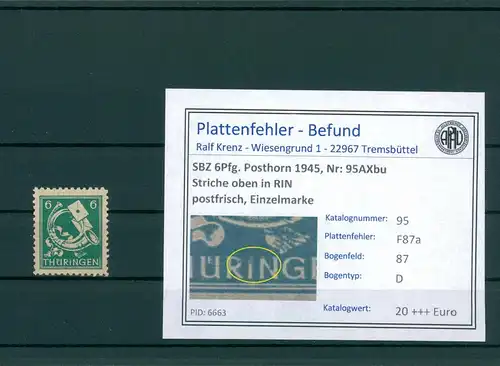 6 6
THÜRINGEN
Plattenfehler - Befund
Ralf Krenz - Wiesengrund 1 - 22967 Tremsbüttel
SBZ 6Pfg. Posthorn 1945, Nr: 95AXbu
Striche oben in RIN
postfrisch, Einzelmarke
ÜRING
Katalognummer: 95
Plattenfehler: F87a
Bogenfeld: 87
Bogentyp: D
Katalogwert: 20 +++ Euro
PID: 6663